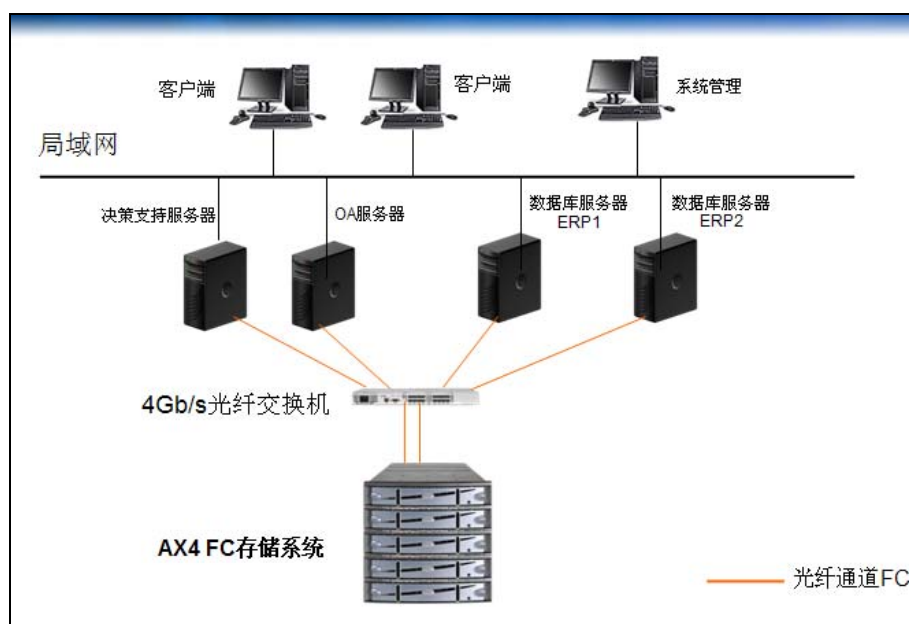 客户端
客户端
系统管理
局域网
决策支持服务器
OA服务器
数据库服务器
ERP1
数据库服务器
ERP2
4Gb/s光纤交换机
AX4 FC存储系统
光纤通道FC